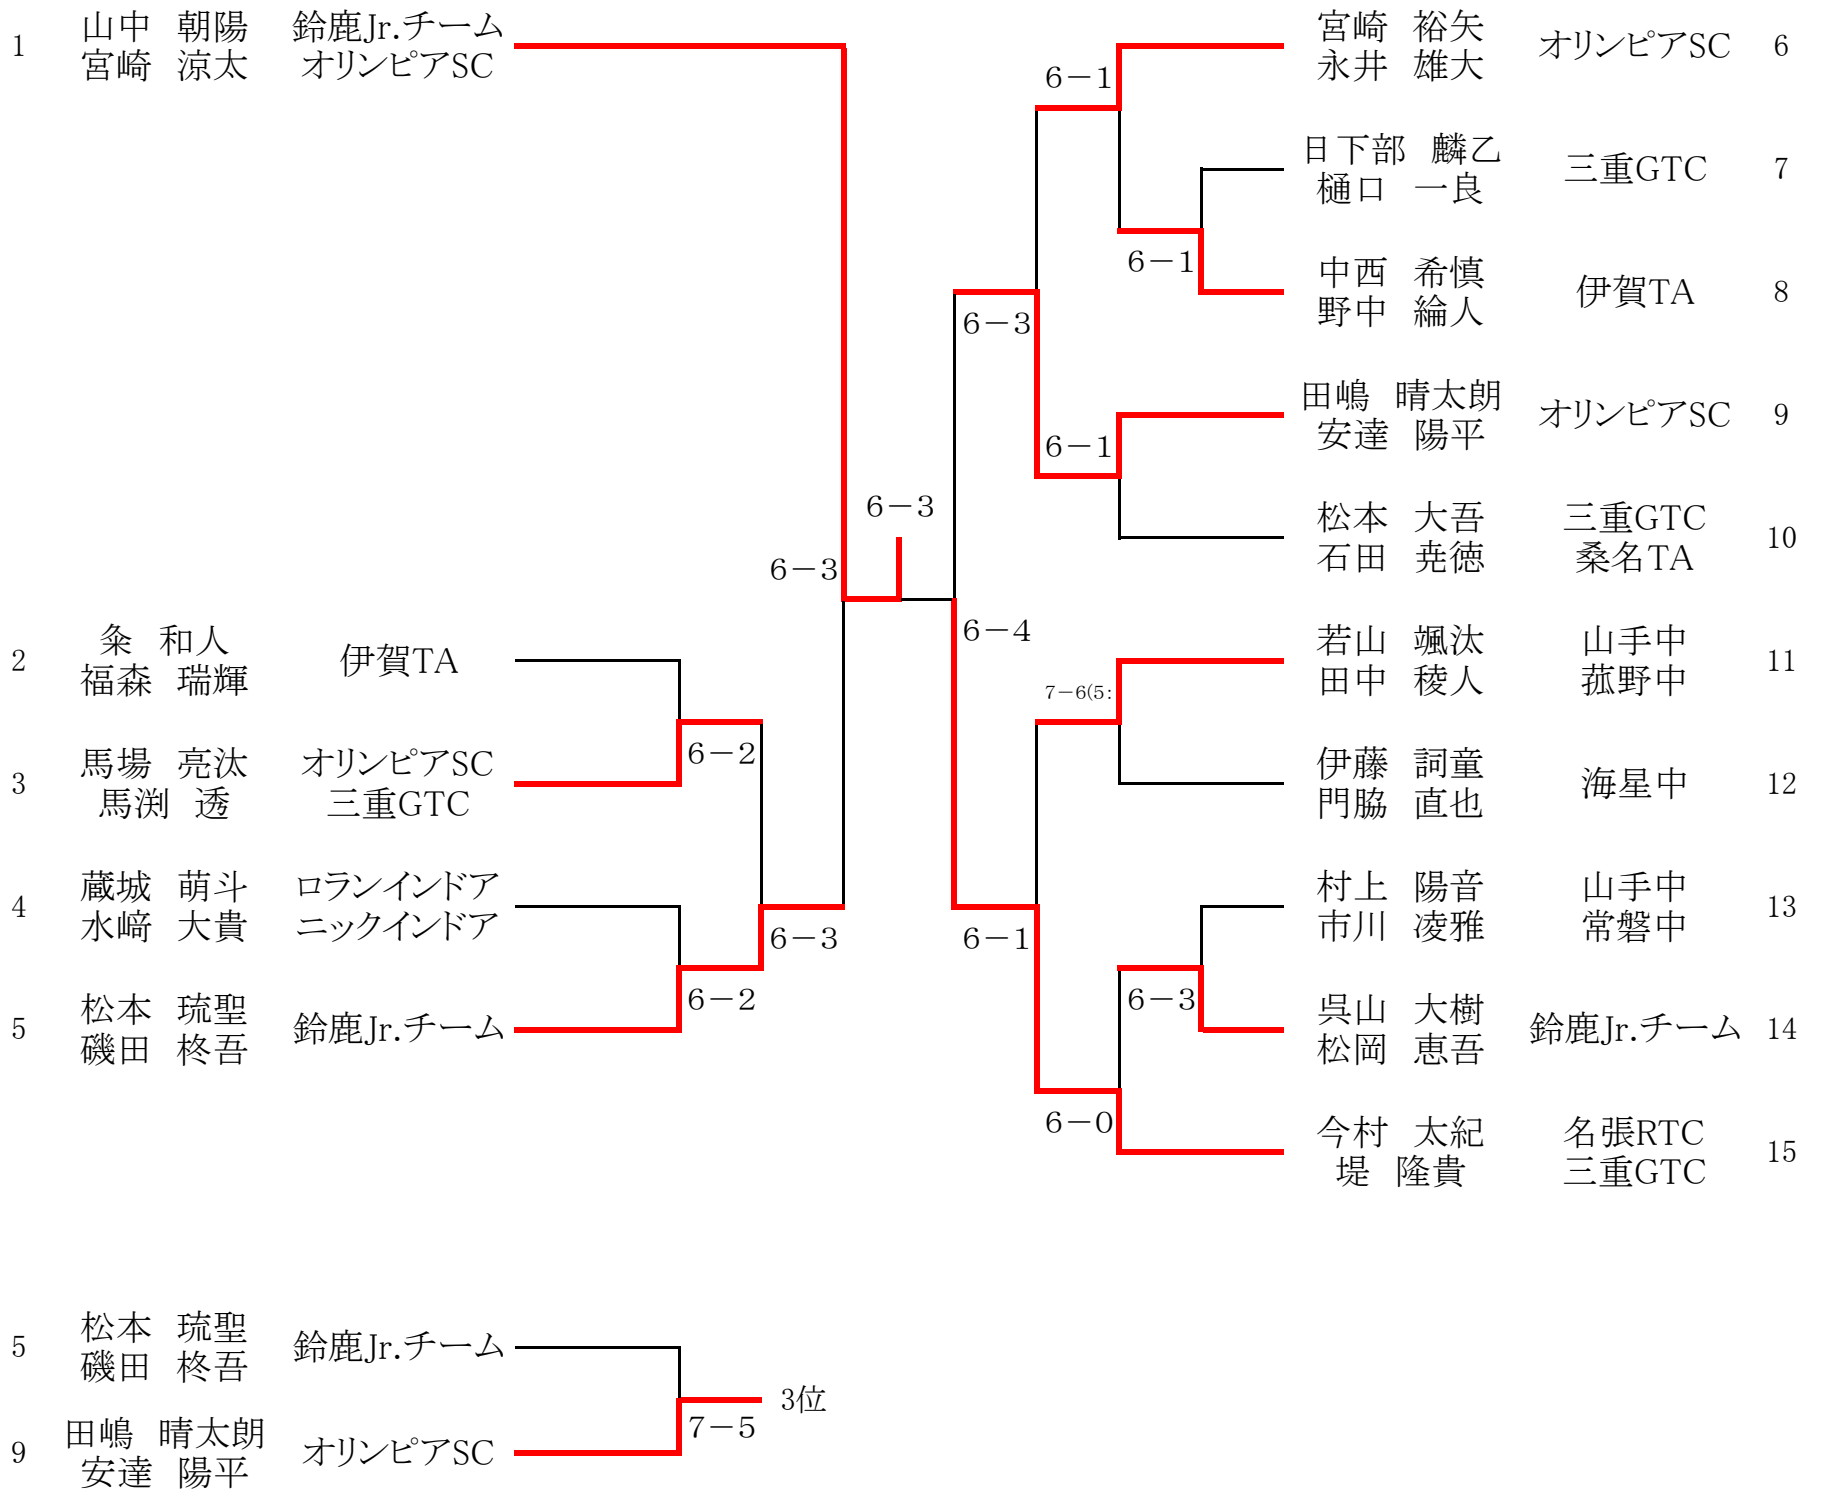 1
山中　朝陽　鈴鹿Jr.チーム
宮崎　涼太　オリンピアSC
2
粂　和人
福森　瑞輝
伊賀TA
3
馬場　亮汰　オリンピアSC
馬渕　透　三重GTC
4
蔵城　萌斗　ロランインドア
水﨑　大貴　ニックインドア
5
松本　琉聖
磯田　柊吾
鈴鹿Jr.チーム
6－2
6－2
6－3
6－3
6－3
6－4
6－3
6－1
6－1
6－1
6－1
7－6(5:
6－1
6－3
6－0
宮崎　裕矢
永井　雄大
オリンピアSC
6
日下部　麟乙
樋口　一良
三重GTC
7
中西　希慎
野中　綸人
伊賀TA
8
田嶋　晴太朗
安達　陽平
オリンピアSC
9
松本　大吾　三重GTC
石田　尭徳　桑名TA
10
若山　颯汰　山手中
田中　稜人　菰野中
11
伊藤　詞童
門脇　直也
海星中
12
村上　陽音　山手中
市川　凌雅　常磐中
13
呉山　大樹
松岡　恵吾
鈴鹿Jr.チーム
14
今村　太紀　名張RTC
堤　隆貴　三重GTC
15
5
松本　琉聖
磯田　柊吾
鈴鹿Jr.チーム
9
田嶋　晴太朗
安達　陽平
オリンピアSC
7－5
3位